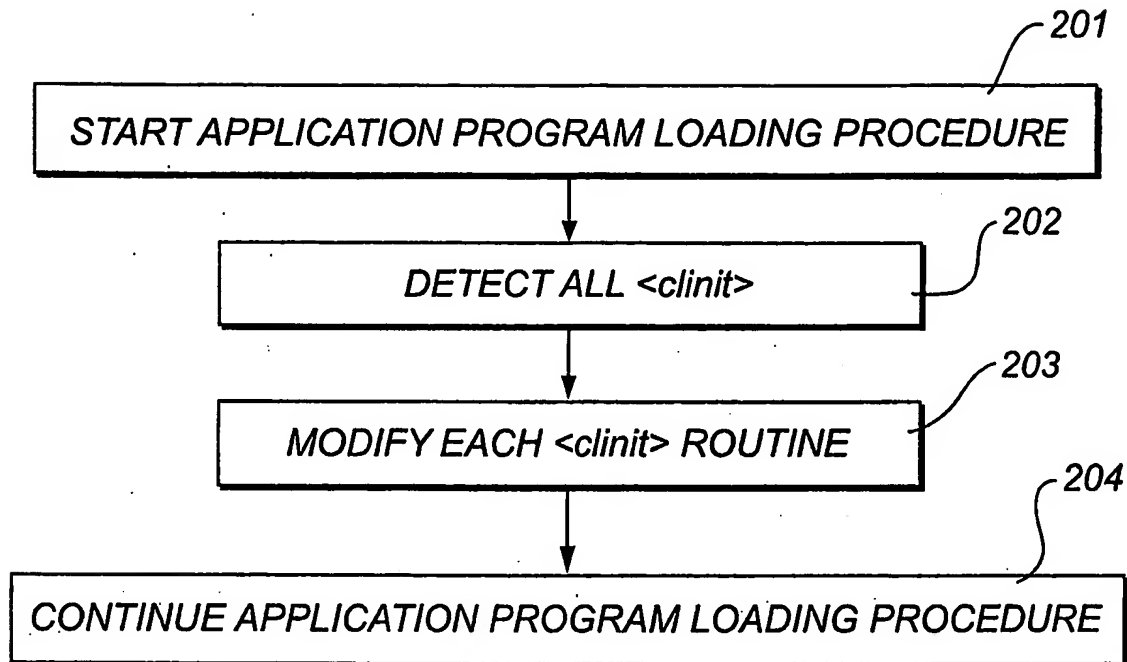 201
START APPLICATION PROGRAM LOADING PROCEDURE
202
DETECT ALL <clinit>
203
MODIFY EACH <clinit> ROUTINE
204
CONTINUE APPLICATION PROGRAM LOADING PROCEDURE